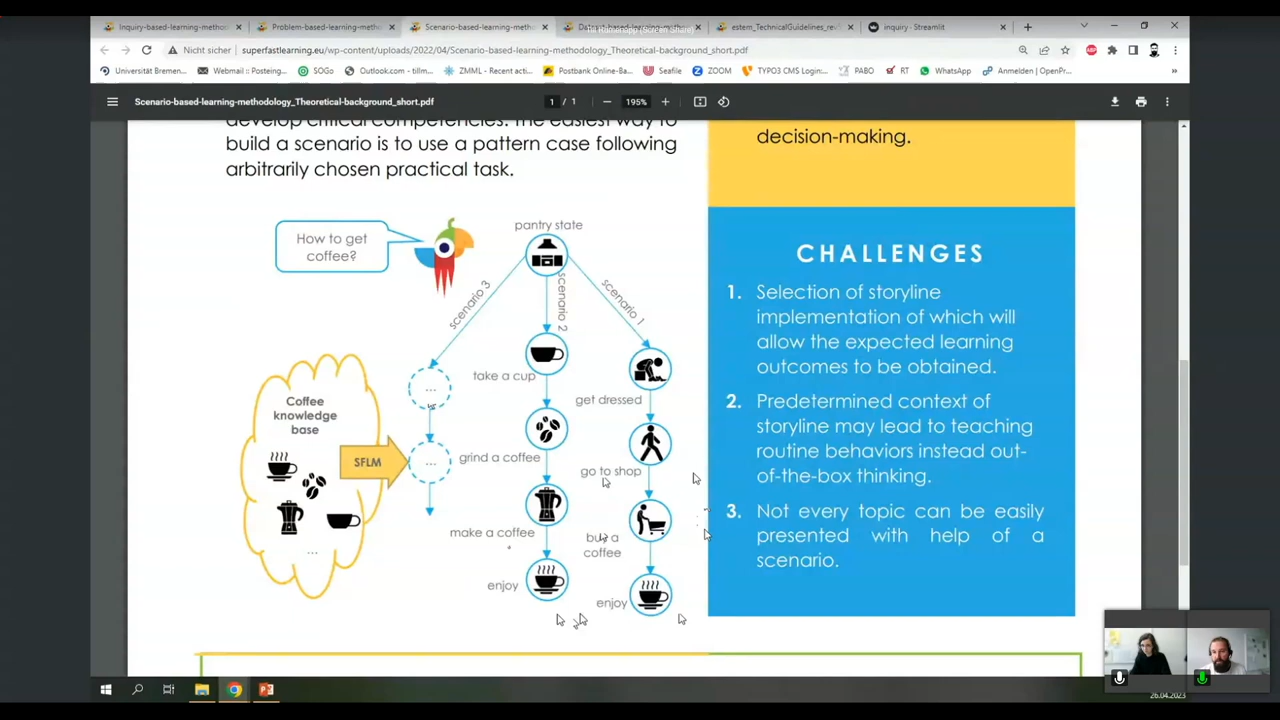 Inquiry-based-learning-metho
Problem-based-learning-methe
Scenario-based-learning-metho
estem_TechnicalGuidelines_re
inquiry · Streamlit
Nicht sicher
superfastlearning.eu/wp-content/uploads/2022/04/Scenario-based-learning-methodology_Theoretical-background_short.pdf
Universität Bremen...
Webmail :: Posteing...
SOGo
Outlook.com - tillm...
ZMML - Recent acti...
Postbank Online-Ba...
Seafile
ZOOM
TYPO3 CMS Login:...
PABO
RT
WhatsApp
Anmelden | OpenPr...
»
Scenario-based-learning-methodology_Theoretical-background_short.pdf
1 / 1
195%
develop critical competencies. The easiest way to
build a scenario is to use a pattern case following
arbitrarily chosen practical task.
decision-making.
How to get
coffee?
pantry state
scenario 3
scenario 2
scenario 1
...
take a cup
get dressed
Coffee
knowledge
base
SFLM
...
grind a coffee
go to shop
make a coffee
buy a
coffee
...
enjoy
enjoy
CHALLENGES
1. Selection of storyline
implementation of which will
allow the expected learning
outcomes to be obtained.
2. Predetermined context of
storyline may lead to teaching
routine behaviors instead out-
of-the-box thinking.
3. Not every topic can be easily
presented with help of a
scenario.
26.04.2023